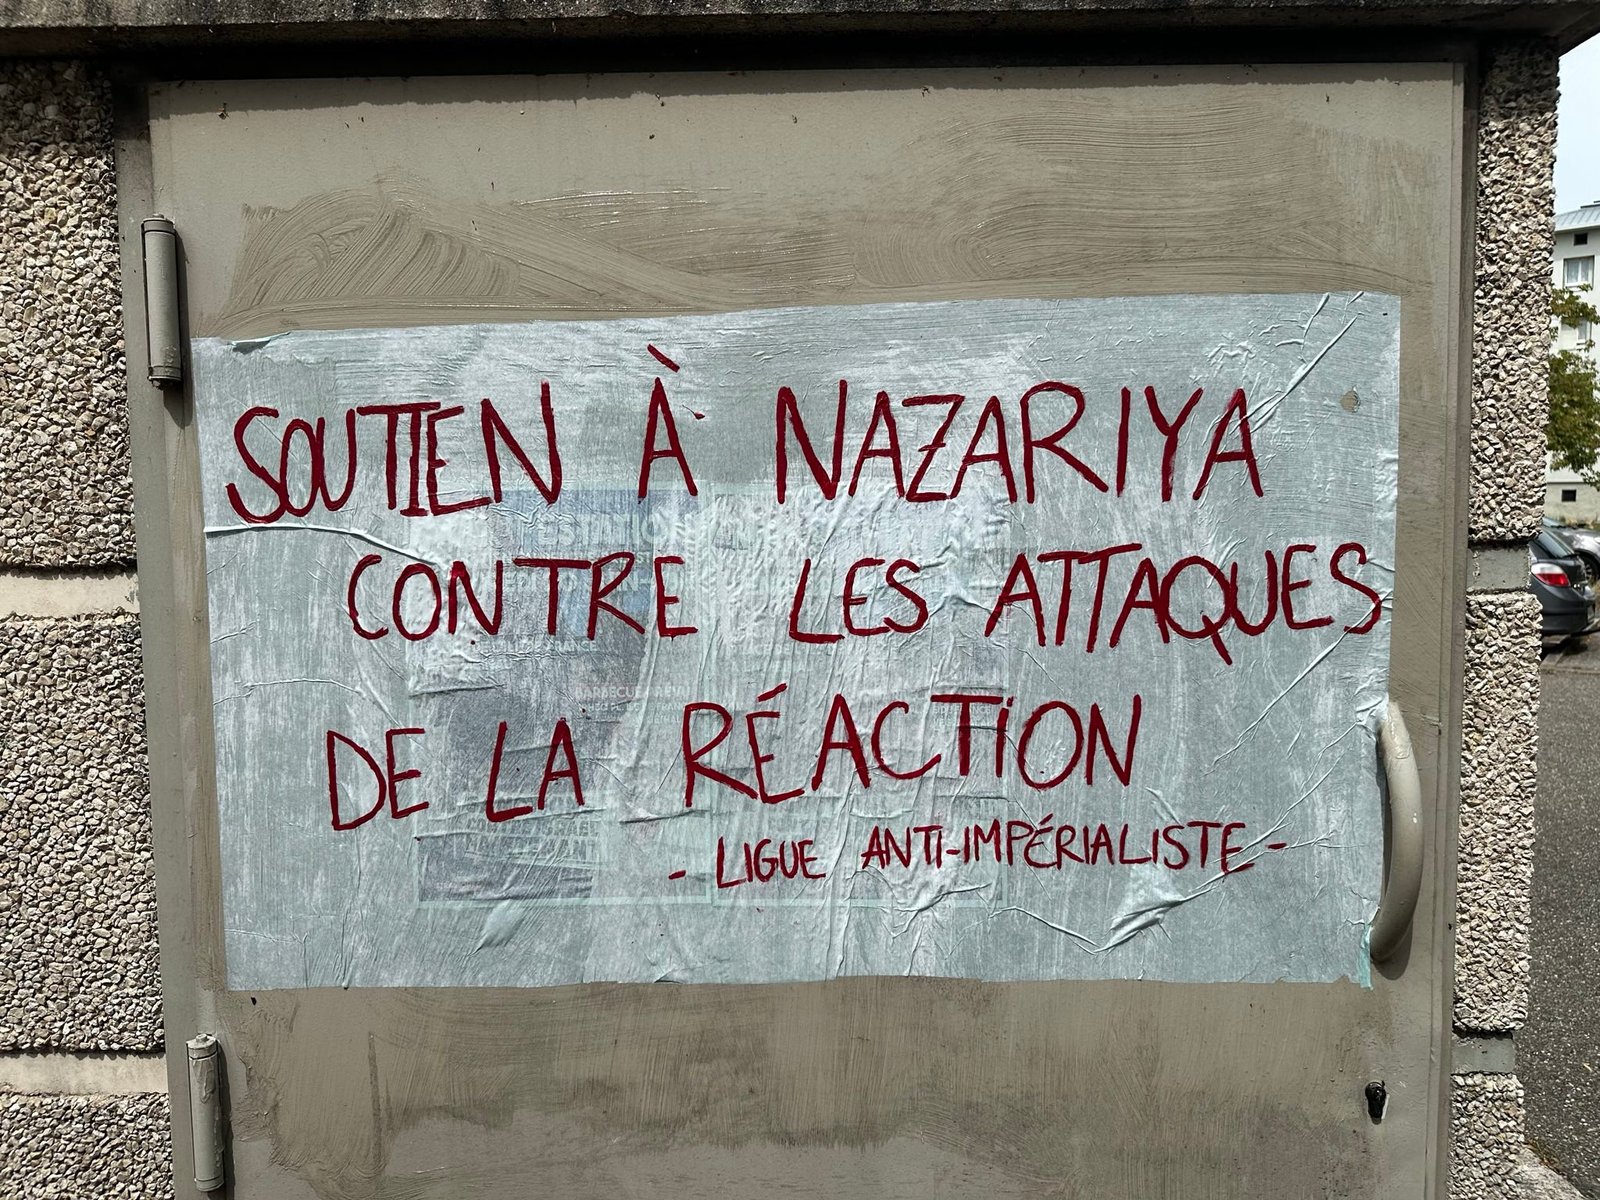 SOUTIEN À NAZARIYA
CONTRE LES ATTAQUES
DE LA RÉACTION
- LIGUE ANTI-IMPÉRIALISTE -